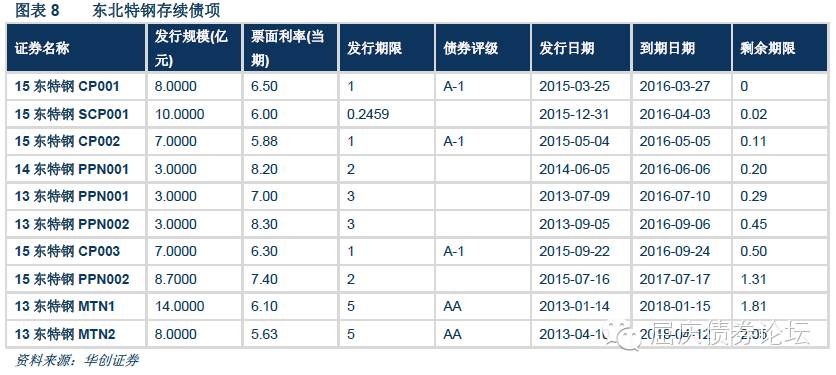 图表 8 东北特钢存续债项
证券名称 发行规模(亿元) 票面利率(当期) 发行期限 债券评级 发行日期 到期日期 剩余期限
15 东特钢 CP001 8.0000 6.50 1 A-1 2015-03-25 2016-03-27 0
15 东特钢 SCP001 10.0000 6.00 0.2459 2015-12-31 2016-04-03 0.02
15 东特钢 CP002 7.0000 5.88 1 A-1 2015-05-04 2016-05-05 0.11
14 东特钢 PPN001 3.0000 8.20 2 2014-06-05 2016-06-06 0.20
13 东特钢 PPN001 3.0000 7.00 3 2013-07-09 2016-07-10 0.29
13 东特钢 PPN002 3.0000 8.30 3 2013-09-05 2016-09-06 0.45
15 东特钢 CP003 7.0000 6.30 1 A-1 2015-09-22 2016-09-24 0.50
15 东特钢 PPN002 8.7000 7.40 2 2015-07-16 2017-07-17 1.31
13 东特钢 MTN1 14.0000 6.10 5 AA 2013-01-14 2018-01-15 1.81
13 东特钢 MTN2 8.0000 5.63 5 AA 2013-04-10 2018-04-12 2.05
屈庆债券论坛
资料来源：华创证券